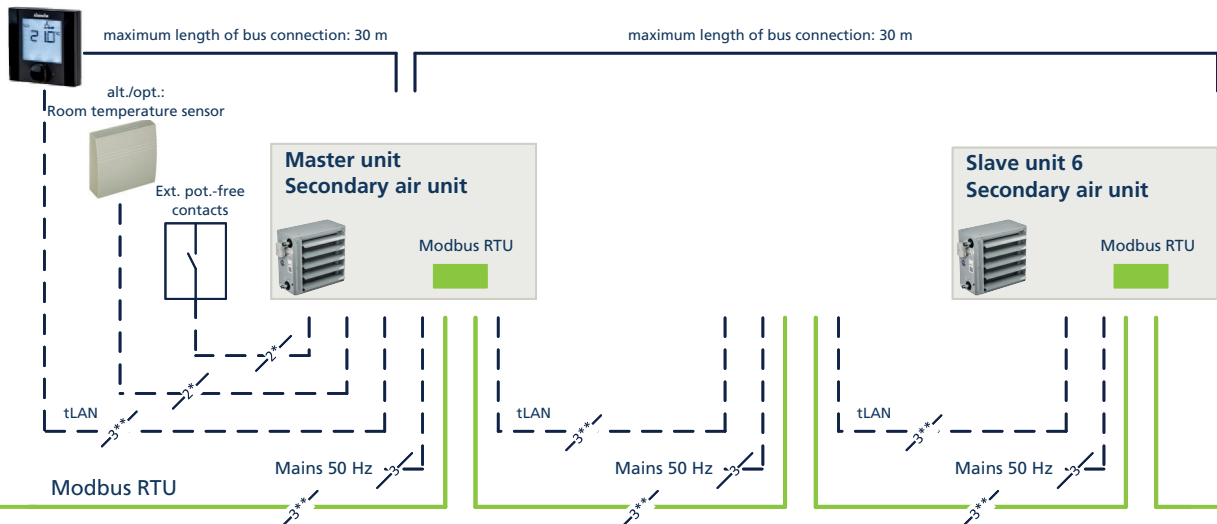 maximum length of bus connection: 30 m
maximum length of bus connection: 30 m
alt./opt.:
Room temperature sensor
Ext. pot.-free
contacts
Master unit
Secondary air unit
Modbus RTU
Slave unit 6
Secondary air unit
Modbus RTU
2*
2*
tLAN
3**
tLAN
3**
tLAN
3**
Mains 50 Hz
3
Mains 50 Hz
3
Mains 50 Hz
3
Modbus RTU
3**
3**
3**